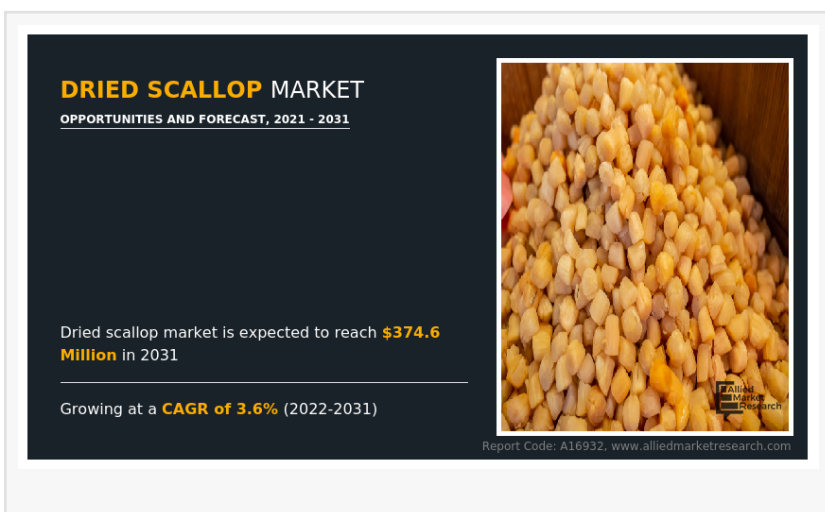 DRIED SCALLOP MARKET
OPPORTUNITIES AND FORECAST, 2021 - 2031
Dried scallop market is expected to reach $374.6
Million in 2031
Growing at a CAGR of 3.6% (2022-2031)
Allied
Market
Research
Report Code: A16932, www.alliedmarketresearch.com